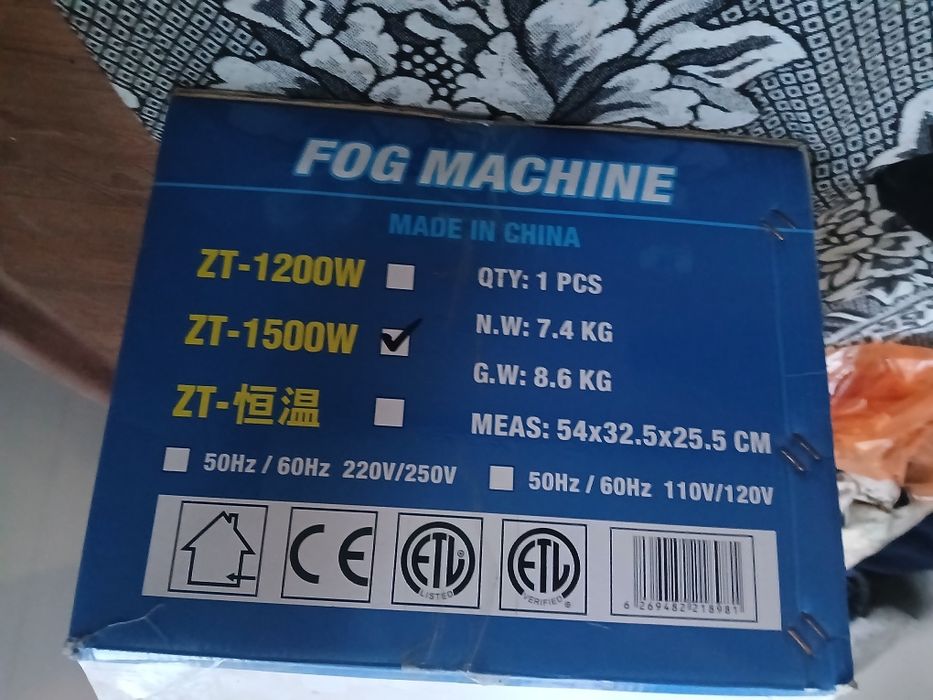 FOG MACHINE
MADE IN CHINA
ZT-1200W
ZT-1500W
ZT-恒温
QTY: 1 PCS
N.W: 7.4 KG
G.W: 8.6 KG
MEAS: 54x32.5x25.5 CM
50Hz / 60Hz 220V/250V
50Hz / 60Hz 110V/120V
CE
ETL ®
LISTED
ETL
VERIFIED ®
6 269482 218981